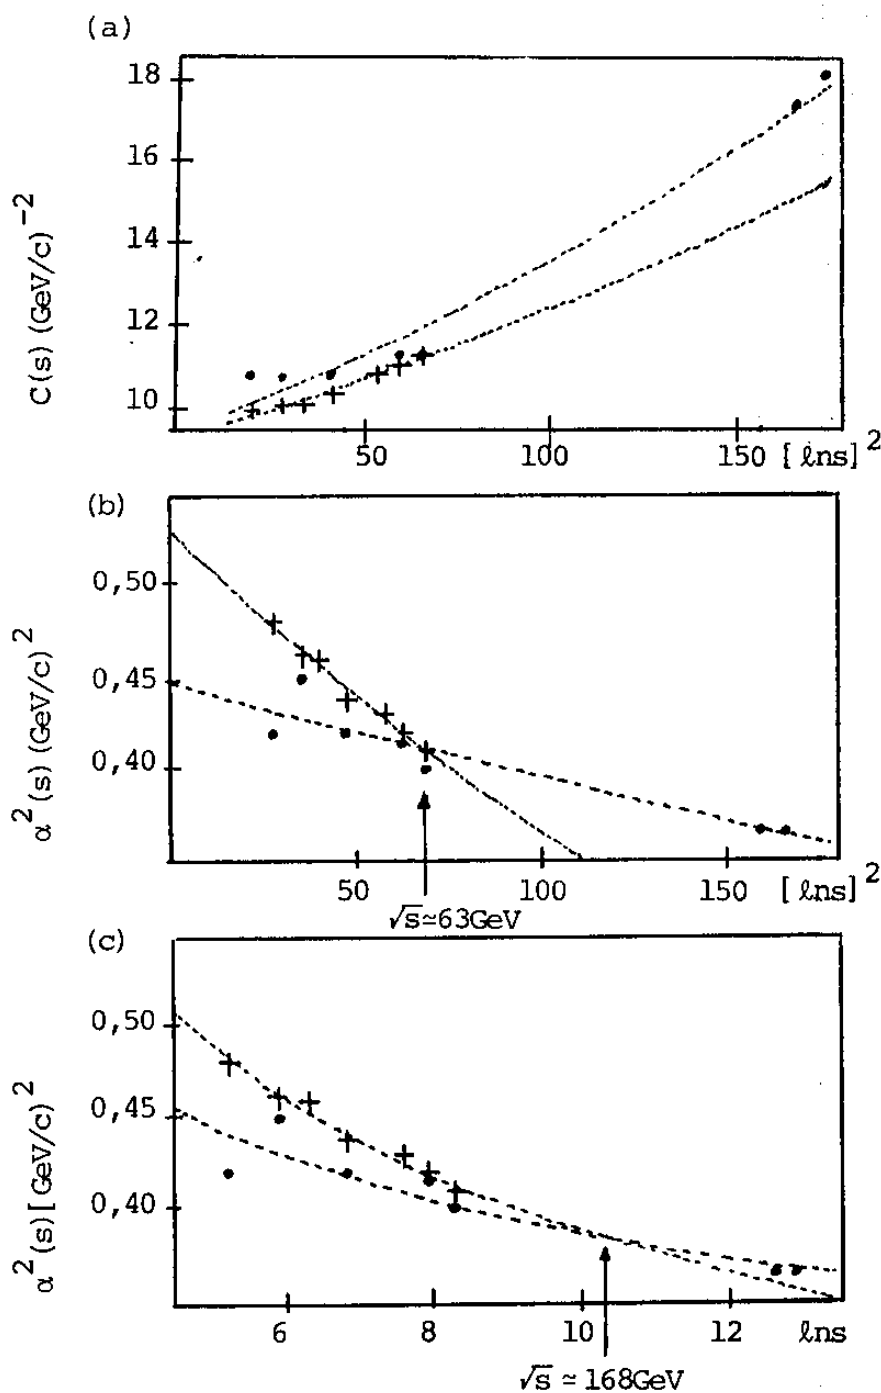 (a)
18
16
14
12
10
C(s) (GeV/c)⁻²
50
100
150
[ℓns]²
(b)
0,50
0,45
0,40
α²(s) (GeV/c)²
50
100
150
[ℓns]²
√s≃63GeV
(c)
0,50
0,45
0,40
α²(s)[GeV/c)²
6
8
10
12
ℓns
√s ≃ 168GeV